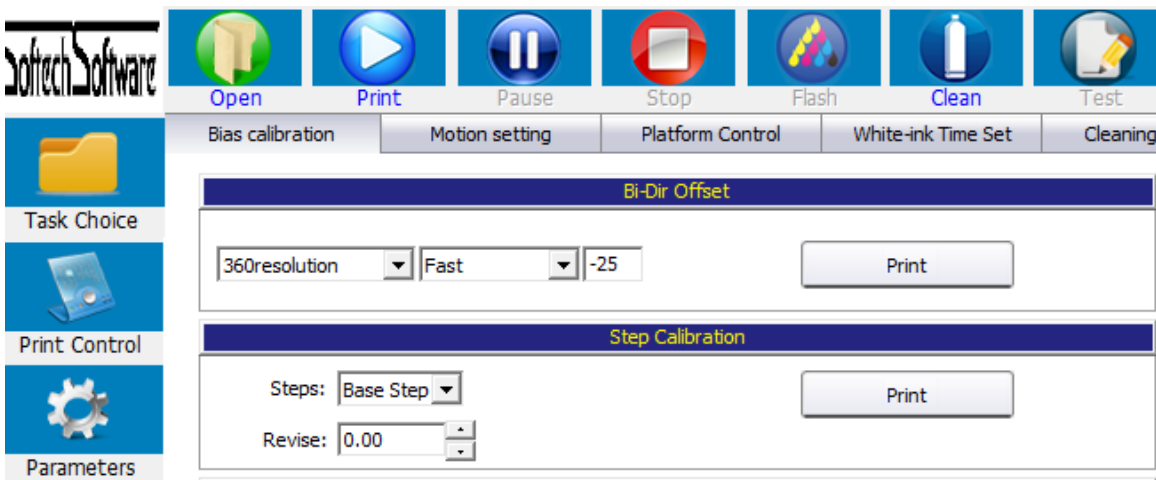 Softech Software
Open Print Pause Stop Flash Clean Test
Bias calibration Motion setting Platform Control White-ink Time Set Cleaning
Task Choice
Print Control
Parameters
Bi-Dir Offset
360resolution Fast -25 Print
Step Calibration
Steps: Base Step Print
Revise: 0.00